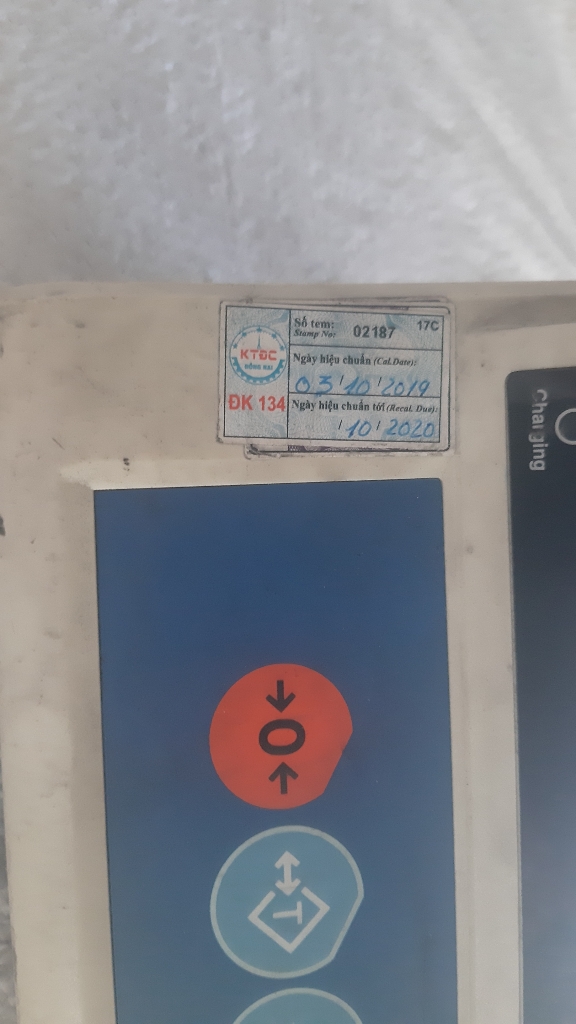 KTĐC
ĐỒNG NAI
ĐK 134
Số tem:
Stamp No:
02187
17C
Ngày hiệu chuẩn (Cal.Date):
03/10/2019
Ngày hiệu chuẩn tới (Recal. Due):
/10/2020
Charging
→0←
T